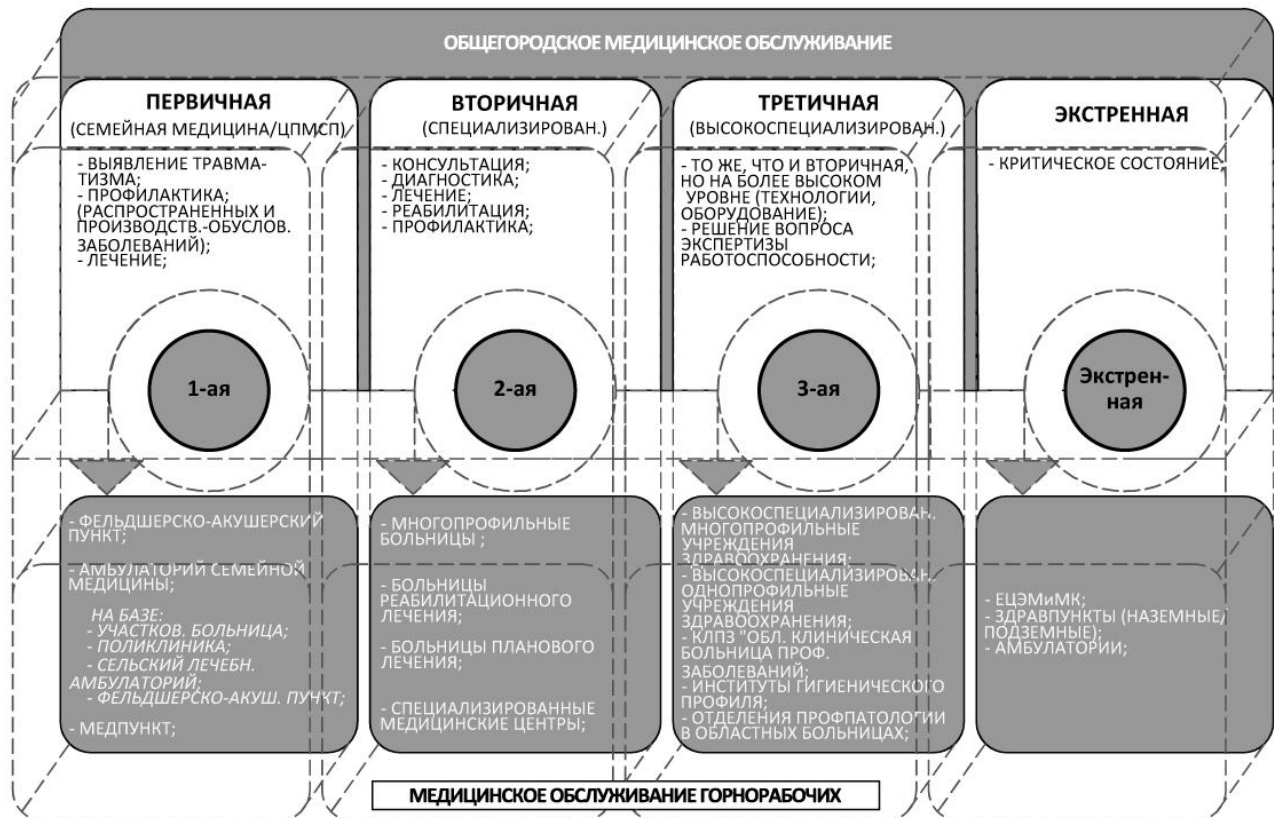 ОБЩЕГОРОДСКОЕ МЕДИЦИНСКОЕ ОБСЛУЖИВАНИЕ
ПЕРВИЧНАЯ
(СЕМЕЙНАЯ МЕДИЦИНА/ЦПМСП)
- ВЫЯВЛЕНИЕ ТРАВМА-
ТИЗМА;
- ПРОФИЛАКТИКА;
(РАСПРОСТРАНЕННЫХ И
ПРОИЗВОДСТВ.-ОБУСЛОВ.
ЗАБОЛЕВАНИЙ);
- ЛЕЧЕНИЕ;
1-ая
- ФЕЛЬДШЕРСКО-АКУШЕРСКИЙ
ПУНКТ;
- АМБУЛАТОРИЙ СЕМЕЙНОЙ
МЕДИЦИНЫ;
НА БАЗЕ:
- УЧАСТКОВ. БОЛЬНИЦА;
- ПОЛИКЛИНИКА;
- СЕЛЬСКИЙ ЛЕЧЕБН.
АМБУЛАТОРИЙ;
- ФЕЛЬДШЕРСКО-АКУШ. ПУНКТ;
- МЕДПУНКТ;
ВТОРИЧНАЯ
(СПЕЦИАЛИЗИРОВАН.)
- КОНСУЛЬТАЦИЯ;
- ДИАГНОСТИКА;
- ЛЕЧЕНИЕ;
- РЕАБИЛИТАЦИЯ;
- ПРОФИЛАКТИКА;
2-ая
- МНОГОПРОФИЛЬНЫЕ
БОЛЬНИЦЫ ;
- БОЛЬНИЦЫ
РЕАБИЛИТАЦИОННОГО
ЛЕЧЕНИЯ;
- БОЛЬНИЦЫ ПЛАНОВОГО
ЛЕЧЕНИЯ;
- СПЕЦИАЛИЗИРОВАННЫЕ
МЕДИЦИНСКИЕ ЦЕНТРЫ;
ТРЕТИЧНАЯ
(ВЫСОКОСПЕЦИАЛИЗИРОВАН.)
- ТО ЖЕ, ЧТО И ВТОРИЧНАЯ,
НО НА БОЛЕЕ ВЫСОКОМ
УРОВНЕ (ТЕХНОЛОГИИ,
ОБОРУДОВАНИЕ);
- РЕШЕНИЕ ВОПРОСА
ЭКСПЕРТИЗЫ
РАБОТОСПОСОБНОСТИ;
3-ая
- ВЫСОКОСПЕЦИАЛИЗИРОВАН.
МНОГОПРОФИЛЬНЫЕ
УЧРЕЖДЕНИЯ
ЗДРАВООХРАНЕНИЯ;
- ВЫСОКОСПЕЦИАЛИЗИРОВАН.
ОДНОПРОФИЛЬНЫЕ
УЧРЕЖДЕНИЯ
ЗДРАВООХРАНЕНИЯ;
- КЛПЗ "ОБЛ. КЛИНИЧЕСКАЯ
БОЛЬНИЦА ПРОФ.
ЗАБОЛЕВАНИЙ;
- ИНСТИТУТЫ ГИГИЕНИЧЕСКОГО
ПРОФИЛЯ;
- ОТДЕЛЕНИЯ ПРОФПАТОЛОГИИ
В ОБЛАСТНЫХ БОЛЬНИЦАХ;
ЭКСТРЕННАЯ
- КРИТИЧЕСКОЕ СОСТОЯНИЕ;
Экстрен-
ная
- ЕЦЭМиМК;
- ЗДРАВПУНКТЫ (НАЗЕМНЫЕ/
ПОДЗЕМНЫЕ);
- АМБУЛАТОРИИ;
МЕДИЦИНСКОЕ ОБСЛУЖИВАНИЕ ГОРНОРАБОЧИХ